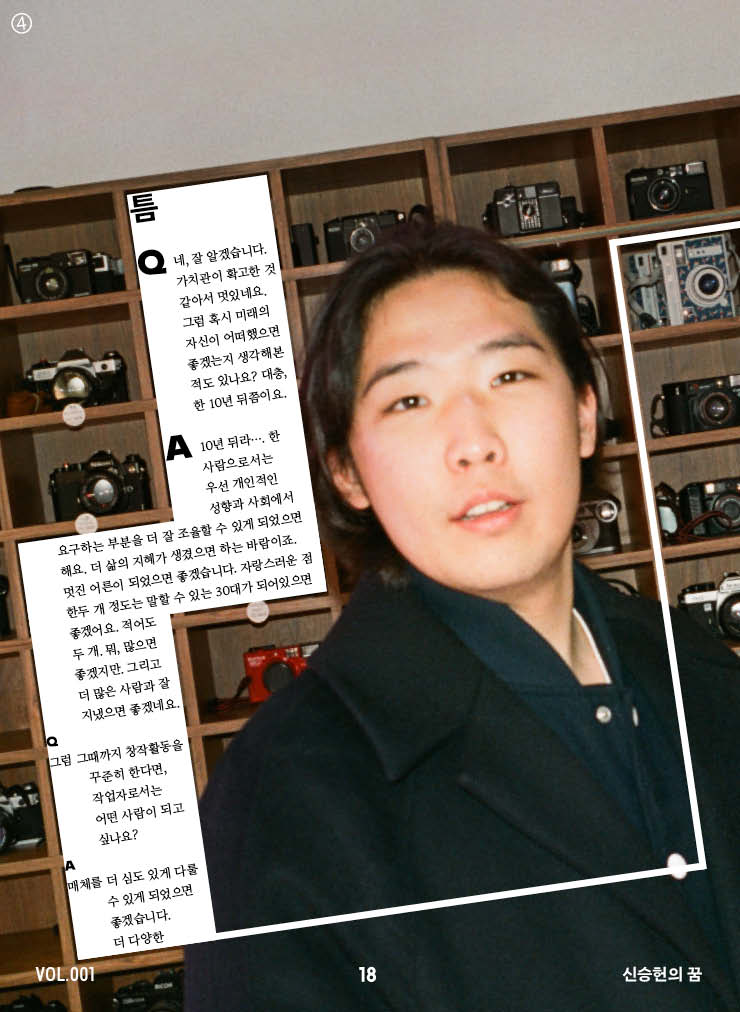 ④
틈
Q 네, 잘 알겠습니다.
가치관이 확고한 것
같아서 멋있네요.
그럼 혹시 미래의
자신이 어떠했으면
좋겠는지 생각해본
적도 있나요? 대충,
한 10년 뒤쯤이요.
A 10년 뒤라…. 한
사람으로서는
우선 개인적인
성향과 사회에서
요구하는 부분을 더 잘 조율할 수 있게 되었으면
해요. 더 삶의 지혜가 생겼으면 하는 바람이죠.
멋진 어른이 되었으면 좋겠습니다. 자랑스러운 점
한두 개 정도는 말할 수 있는 30대가 되어있으면
좋겠어요. 적어도
두 개. 뭐, 많으면
좋겠지만. 그리고
더 많은 사람과 잘
지냈으면 좋겠네요.
Q
그럼 그때까지 창작활동을
꾸준히 한다면,
작업자로서는
어떤 사람이 되고
싶나요?
A
매체를 더 심도 있게 다룰
수 있게 되었으면
좋겠습니다.
더 다양한
RICOH
VOL.001
18
신승헌의 꿈